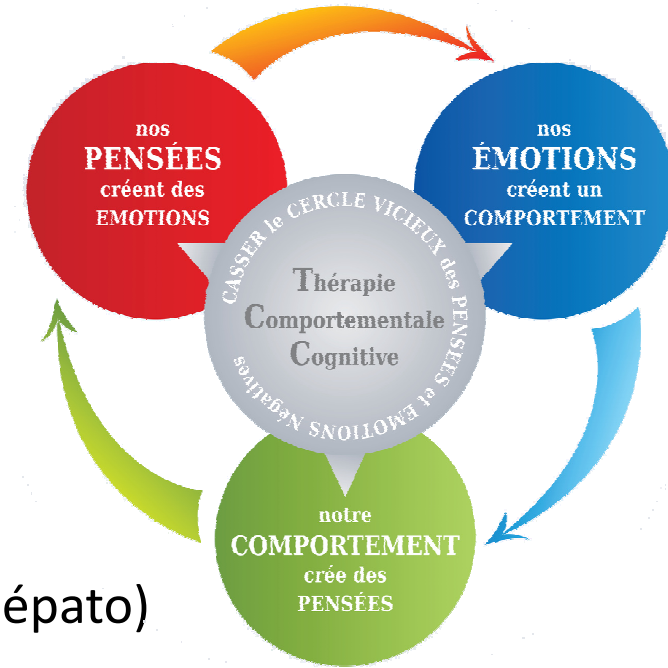 nos
PENSÉES
créent des
EMOTIONS
nos
ÉMOTIONS
créent un
COMPORTEMENT
CASSER le CERCLE VICIEUX des PENSEES et EMOTIONS Négatives
Thérapie
Comportementale
Cognitive
notre
COMPORTEMENT
crée des
PENSÉES
épato)